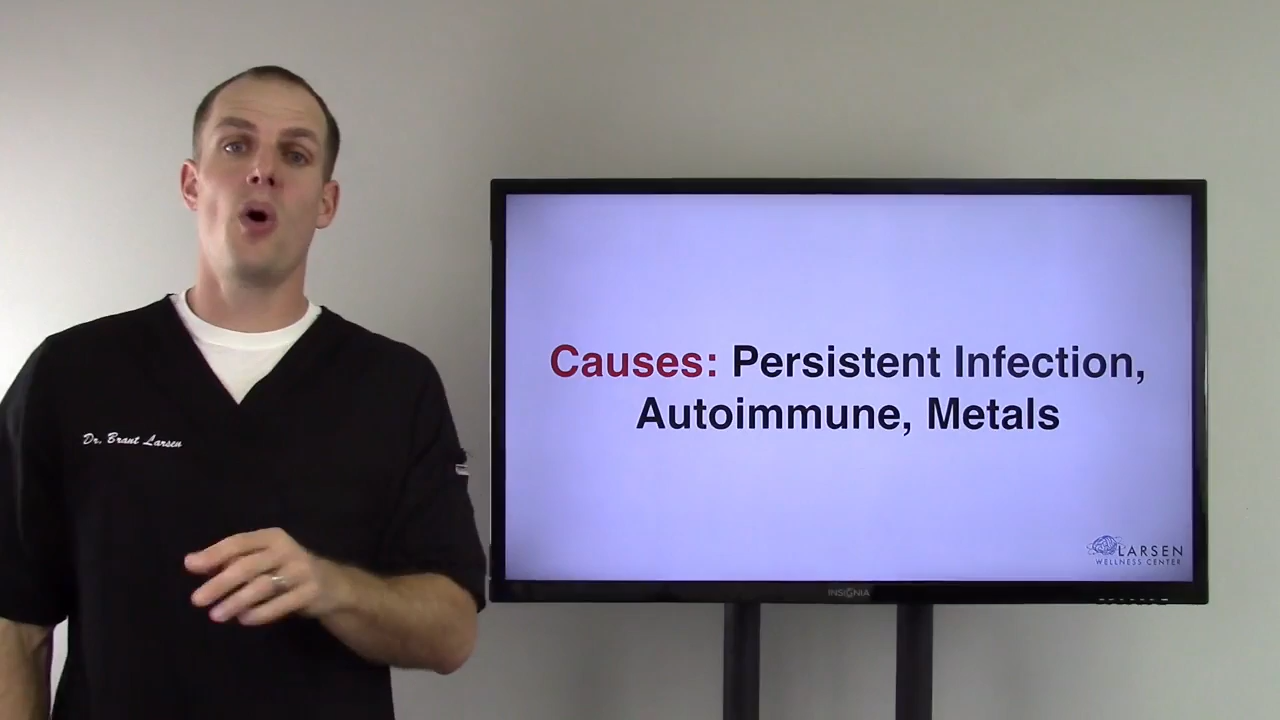 Dr. Brant Larsen
Causes: Persistent Infection,
Autoimmune, Metals
LARSEN
WELLNESS CENTER
INSIGNIA